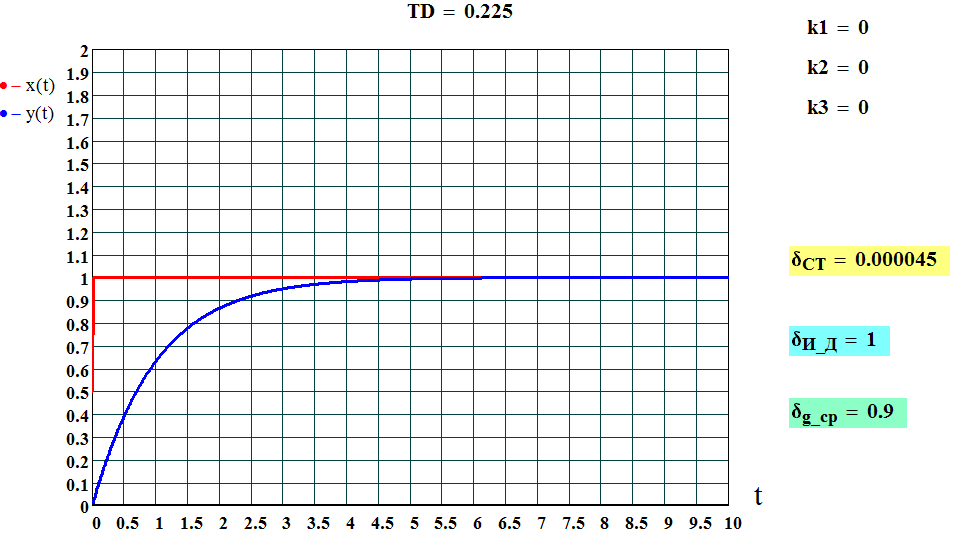 TD = 0.225
k1 = 0
k2 = 0
k3 = 0
x(t)
y(t)
2
1.9
1.8
1.7
1.6
1.5
1.4
1.3
1.2
1.1
1
0.9
0.8
0.7
0.6
0.5
0.4
0.3
0.2
0.1
0
0 0.5 1 1.5 2 2.5 3 3.5 4 4.5 5 5.5 6 6.5 7 7.5 8 8.5 9 9.5 10
t
δСТ = 0.000045
δИ_Д = 1
δg_cp = 0.9